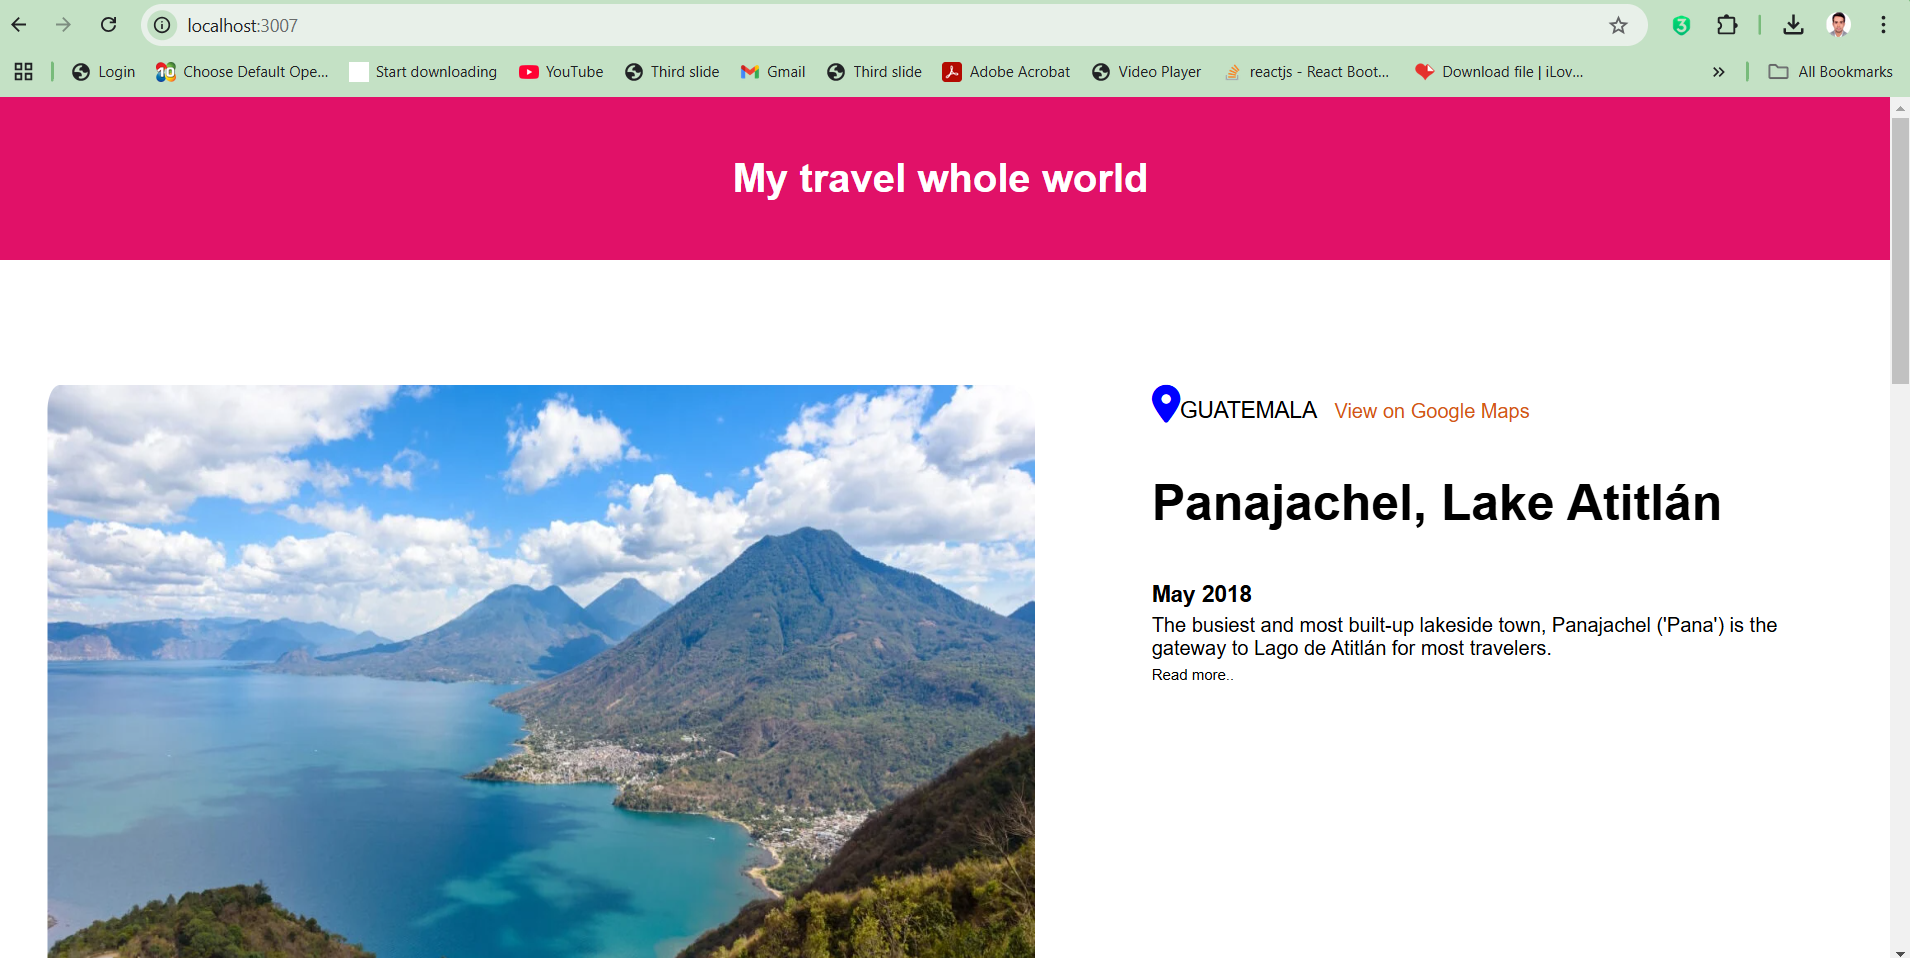 localhost:3007
Login Choose Default Ope... Start downloading YouTube Third slide Gmail Third slide Adobe Acrobat Video Player reactjs - React Boot... Download file | iLov... » All Bookmarks
My travel whole world
GUATEMALA View on Google Maps
Panajachel, Lake Atitlán
May 2018
The busiest and most built-up lakeside town, Panajachel ('Pana') is the
gateway to Lago de Atitlán for most travelers.
Read more..